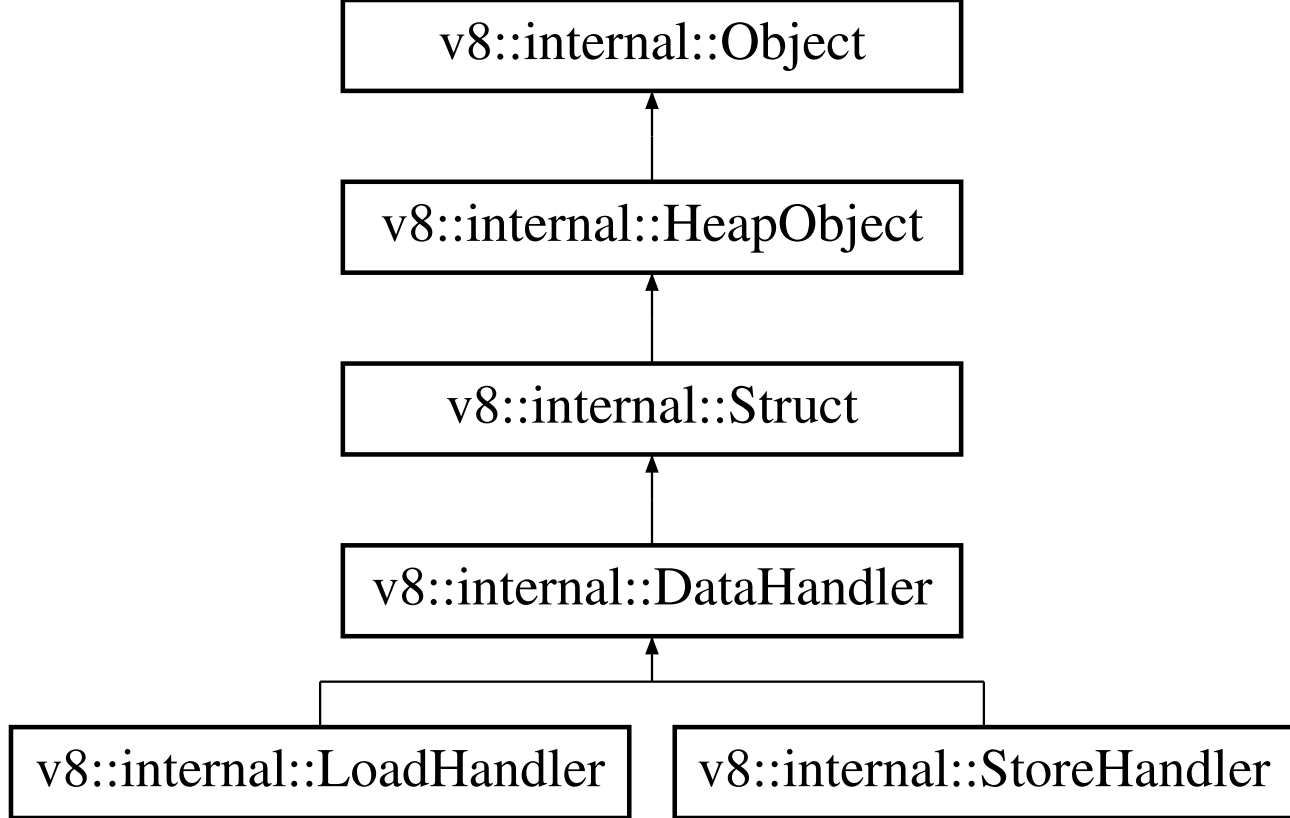 v8::internal::Object
v8::internal::HeapObject
v8::internal::Struct
v8::internal::DataHandler
v8::internal::LoadHandler
v8::internal::StoreHandler